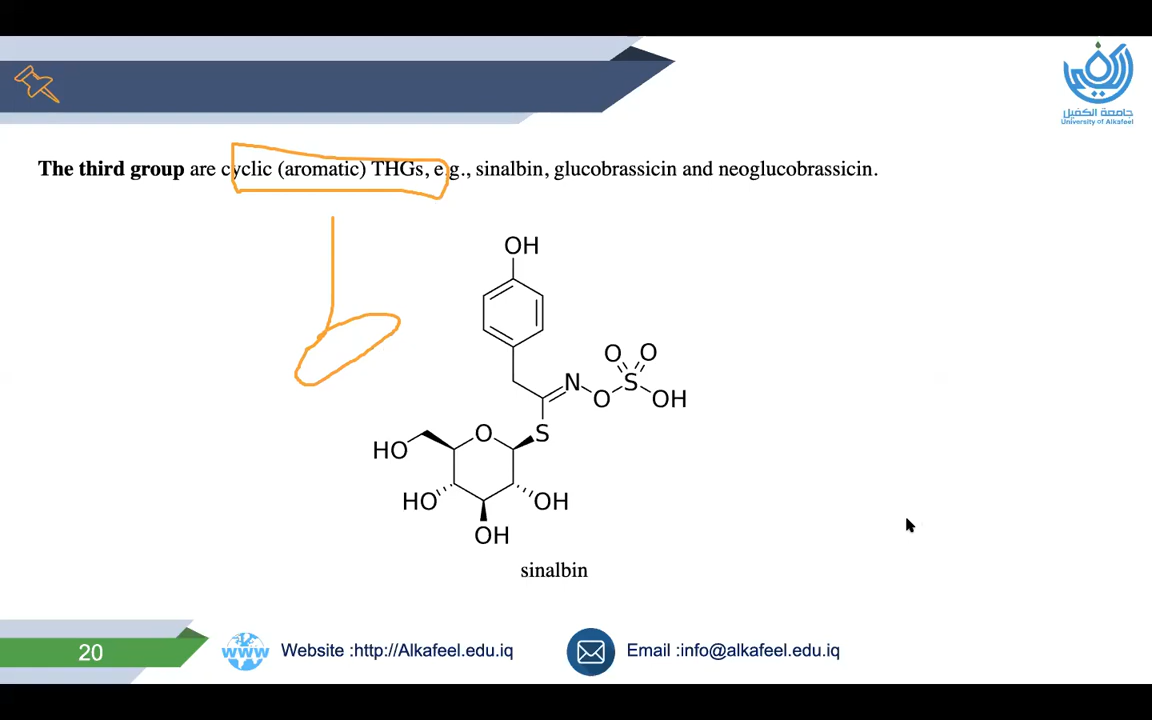 جامعة الكفيل
University of Alkafeel
The third group are cyclic (aromatic) THGs, e.g., sinalbin, glucobrassicin and neoglucobrassicin.
OH
O O
N S
O OH
O S
HO
HO OH
OH
sinalbin
20 www Website :http://Alkafeel.edu.iq Email :info@alkafeel.edu.iq